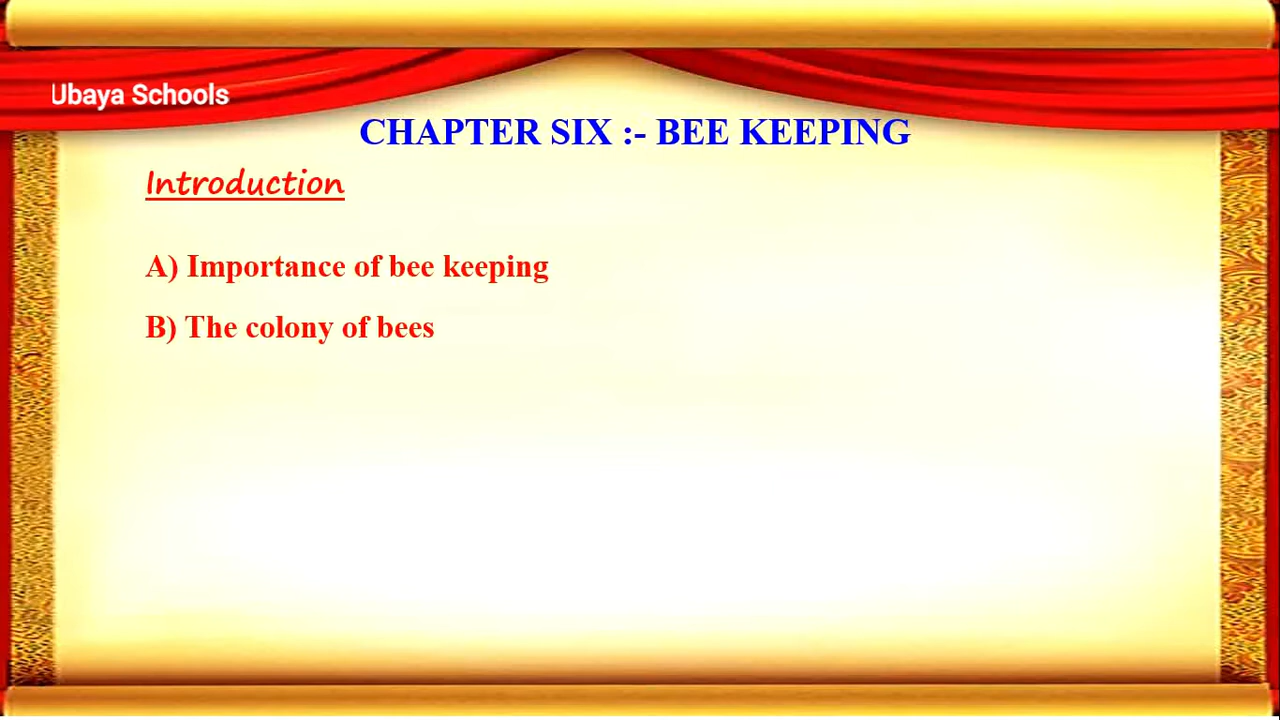 Ubaya Schools
CHAPTER SIX :- BEE KEEPING
Introduction
A) Importance of bee keeping
B) The colony of bees